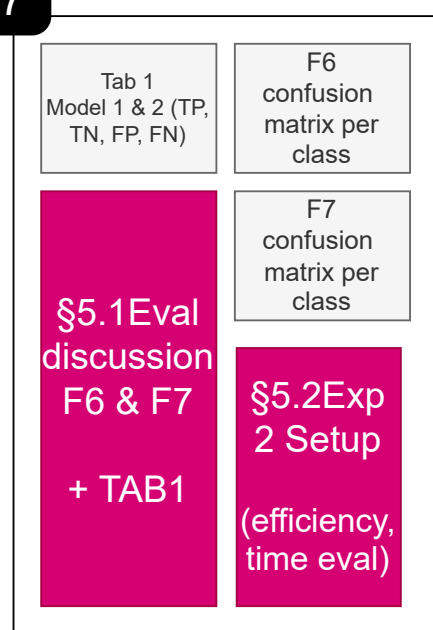 7
Tab 1
Model 1 & 2 (TP,
TN, FP, FN)
F6
confusion
matrix per
class
F7
confusion
matrix per
class
§5.1Eval
discussion
F6 & F7
+ TAB1
§5.2Exp
2 Setup
(efficiency,
time eval)